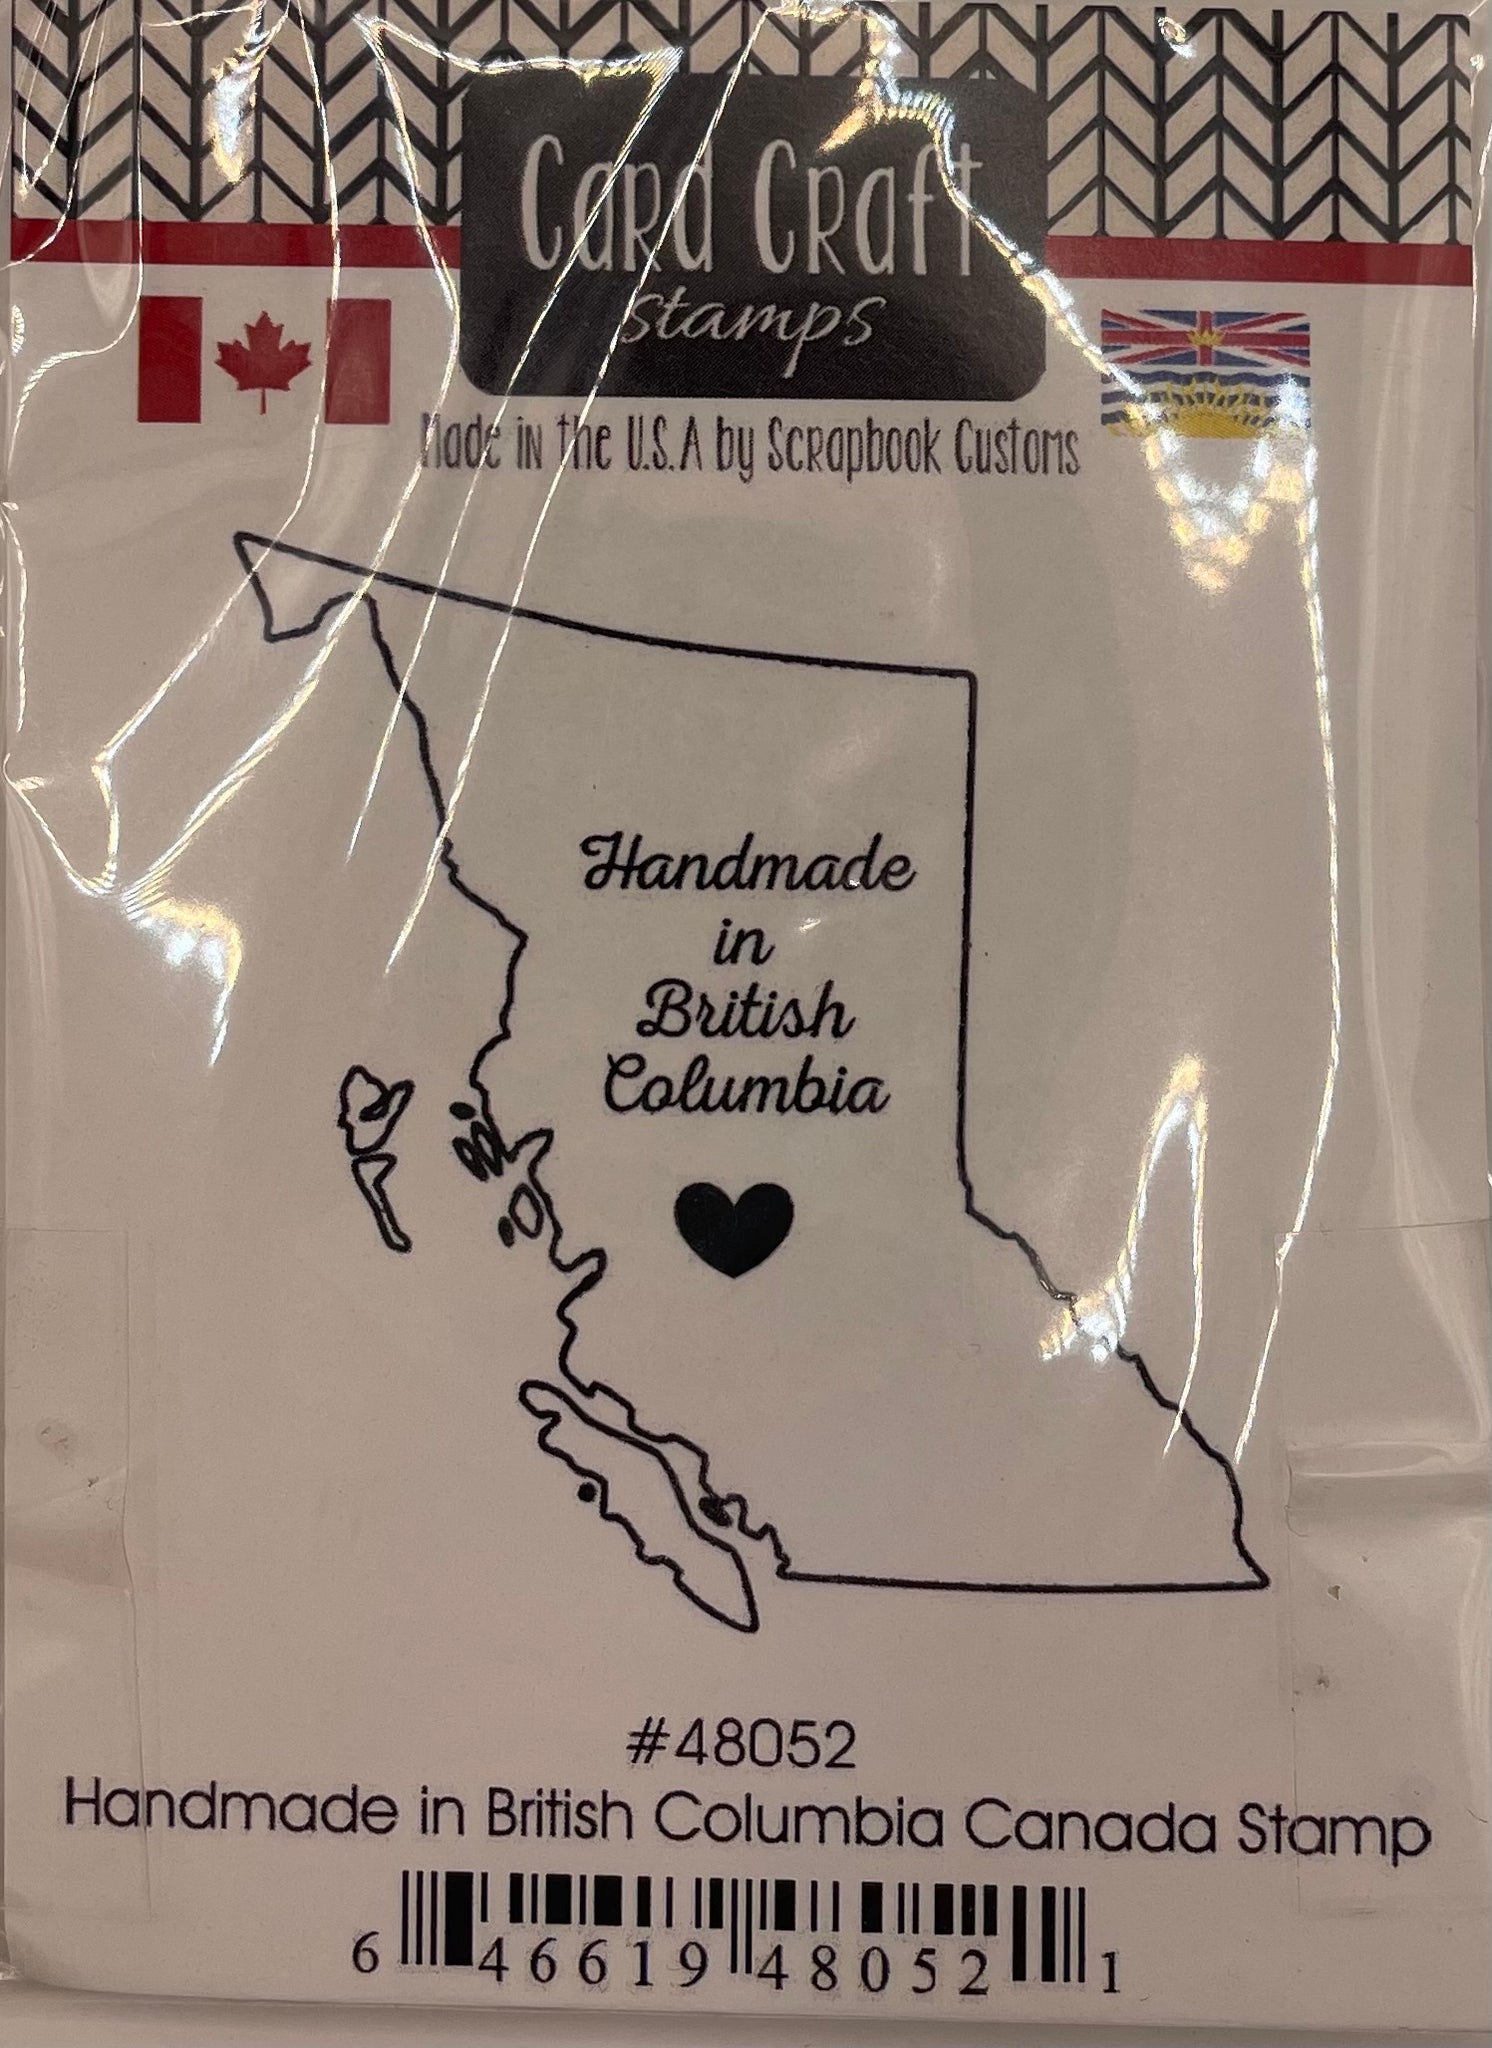 Card Craft
stamps
Made in the U.S.A by Scrapbook Customs
Handmade
in
British
Columbia
#48052
Handmade in British Columbia Canada Stamp
6 46619 48052 1